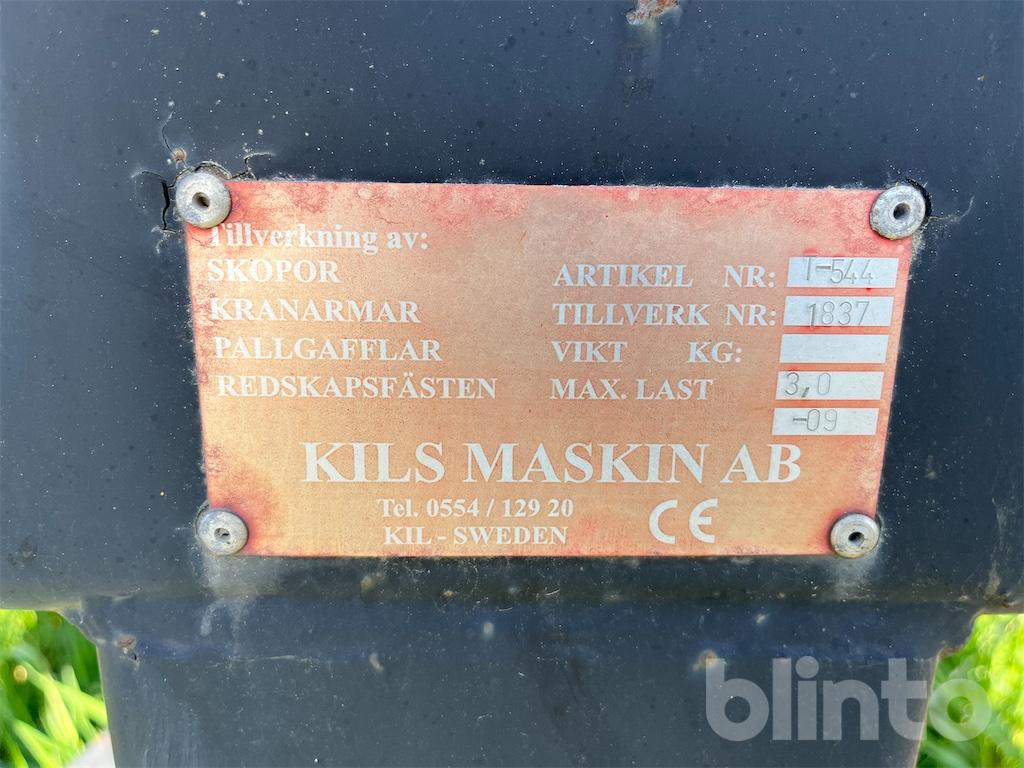 Tillverkning av:
SKOPOR ARTIKEL NR: T-544
KRANARMAR TILLVERK NR: 1837
PALLGAFFLAR VIKT KG:
REDSKAPSFÄSTEN MAX. LAST 3,0
-09
KILS MASKIN AB
Tel. 0554 / 129 20
KIL - SWEDEN
CE
blinto